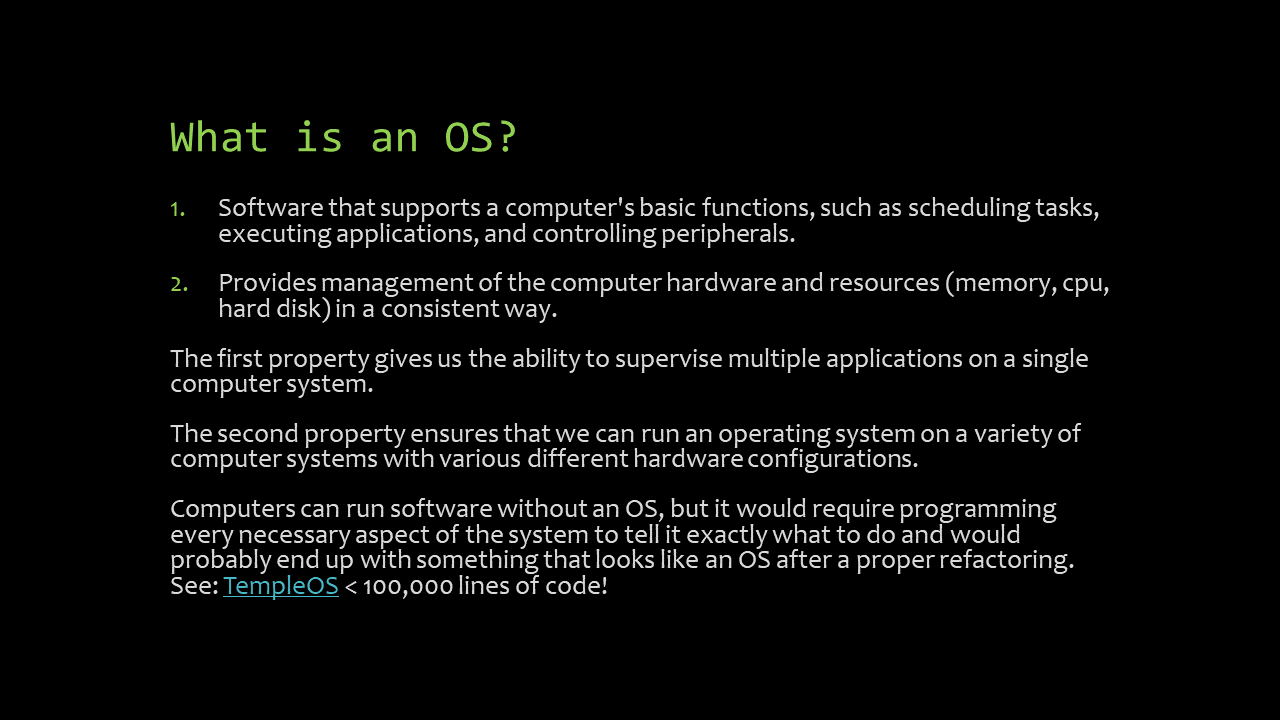 What is an OS?
1. Software that supports a computer's basic functions, such as scheduling tasks,
executing applications, and controlling peripherals.
2. Provides management of the computer hardware and resources (memory, cpu,
hard disk) in a consistent way.
The first property gives us the ability to supervise multiple applications on a single
computer system.
The second property ensures that we can run an operating system on a variety of
computer systems with various different hardware configurations.
Computers can run software without an OS, but it would require programming
every necessary aspect of the system to tell it exactly what to do and would
probably end up with something that looks like an OS after a proper refactoring.
See: TempleOS < 100,000 lines of code!